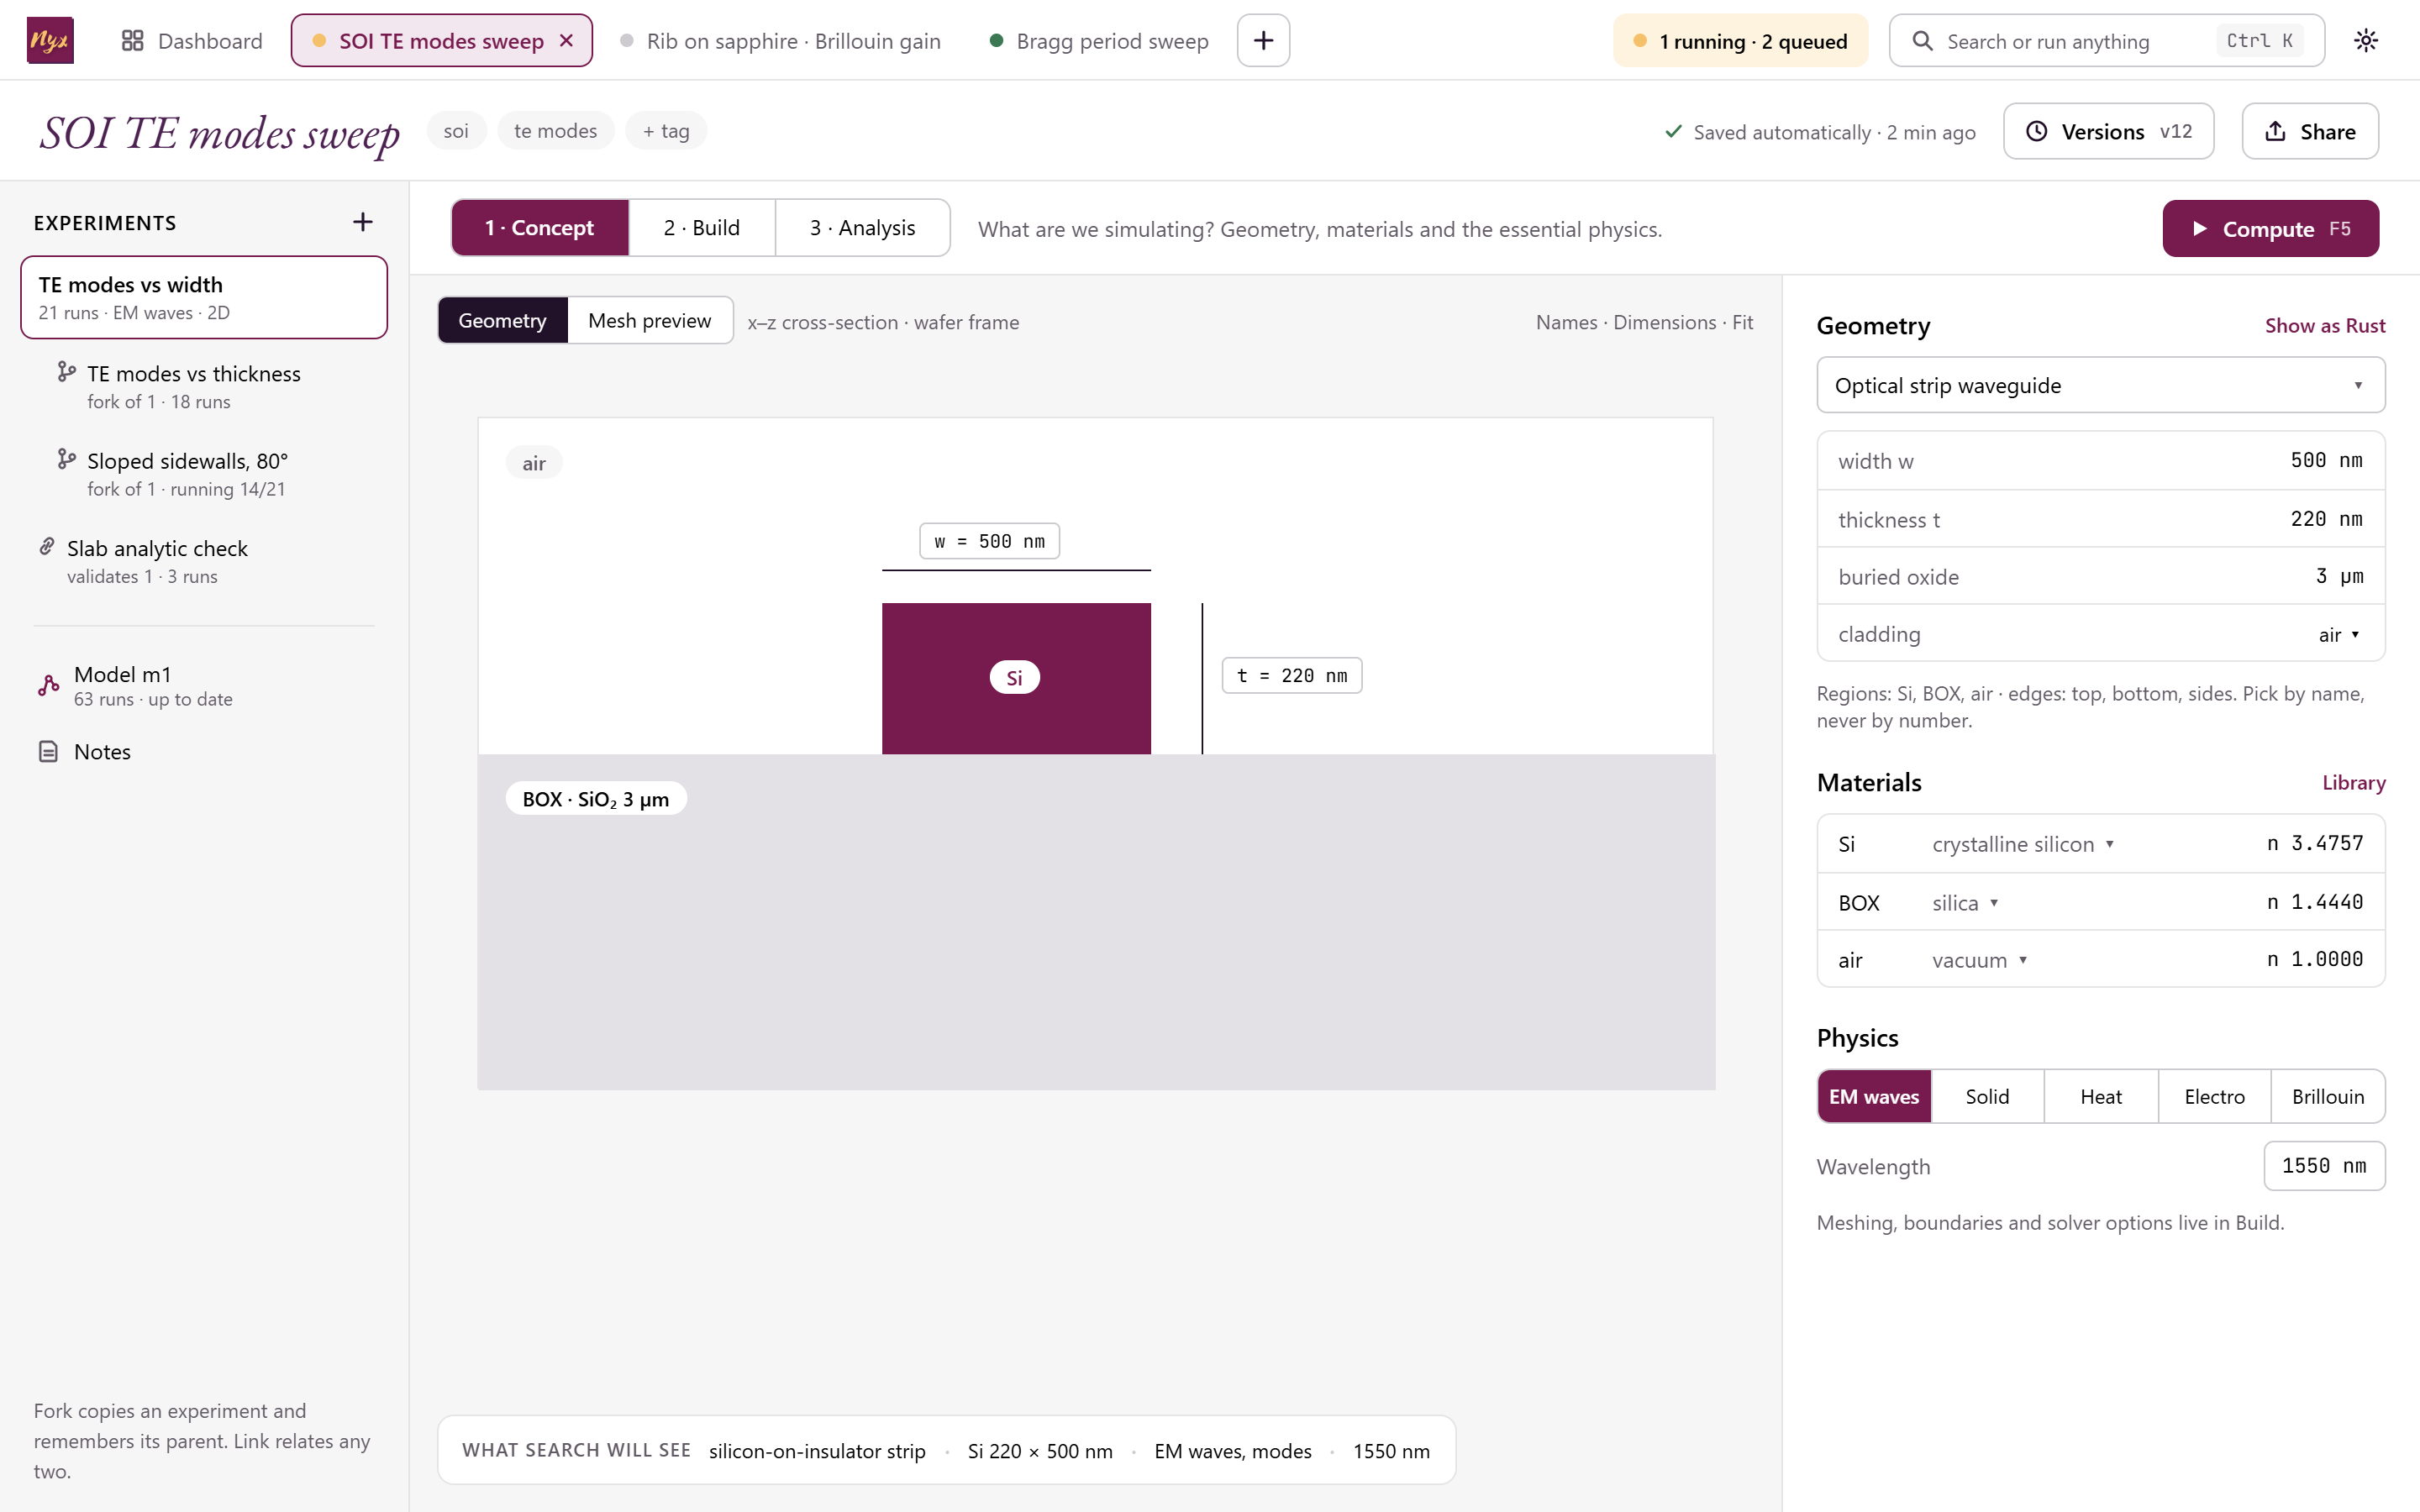 Nyx
Dashboard
SOI TE modes sweep
Rib on sapphire · Brillouin gain
Bragg period sweep
1 running · 2 queued
Search or run anything
Ctrl K
SOI TE modes sweep
soi
te modes
+ tag
Saved automatically · 2 min ago
Versions v12
Share
EXPERIMENTS
TE modes vs width
21 runs · EM waves · 2D
TE modes vs thickness
fork of 1 · 18 runs
Sloped sidewalls, 80°
fork of 1 · running 14/21
Slab analytic check
validates 1 · 3 runs
Model m1
63 runs · up to date
Notes
Fork copies an experiment and
remembers its parent. Link relates any
two.
1 · Concept
2 · Build
3 · Analysis
What are we simulating? Geometry, materials and the essential physics.
Compute F5
Geometry
Mesh preview
x–z cross-section · wafer frame
Names · Dimensions · Fit
air
w = 500 nm
Si
t = 220 nm
BOX · SiO₂ 3 µm
WHAT SEARCH WILL SEE silicon-on-insulator strip · Si 220 × 500 nm · EM waves, modes · 1550 nm
Geometry
Show as Rust
Optical strip waveguide
width w 500 nm
thickness t 220 nm
buried oxide 3 µm
cladding air
Regions: Si, BOX, air · edges: top, bottom, sides. Pick by name,
never by number.
Materials
Library
Si crystalline silicon n 3.4757
BOX silica n 1.4440
air vacuum n 1.0000
Physics
EM waves
Solid
Heat
Electro
Brillouin
Wavelength 1550 nm
Meshing, boundaries and solver options live in Build.